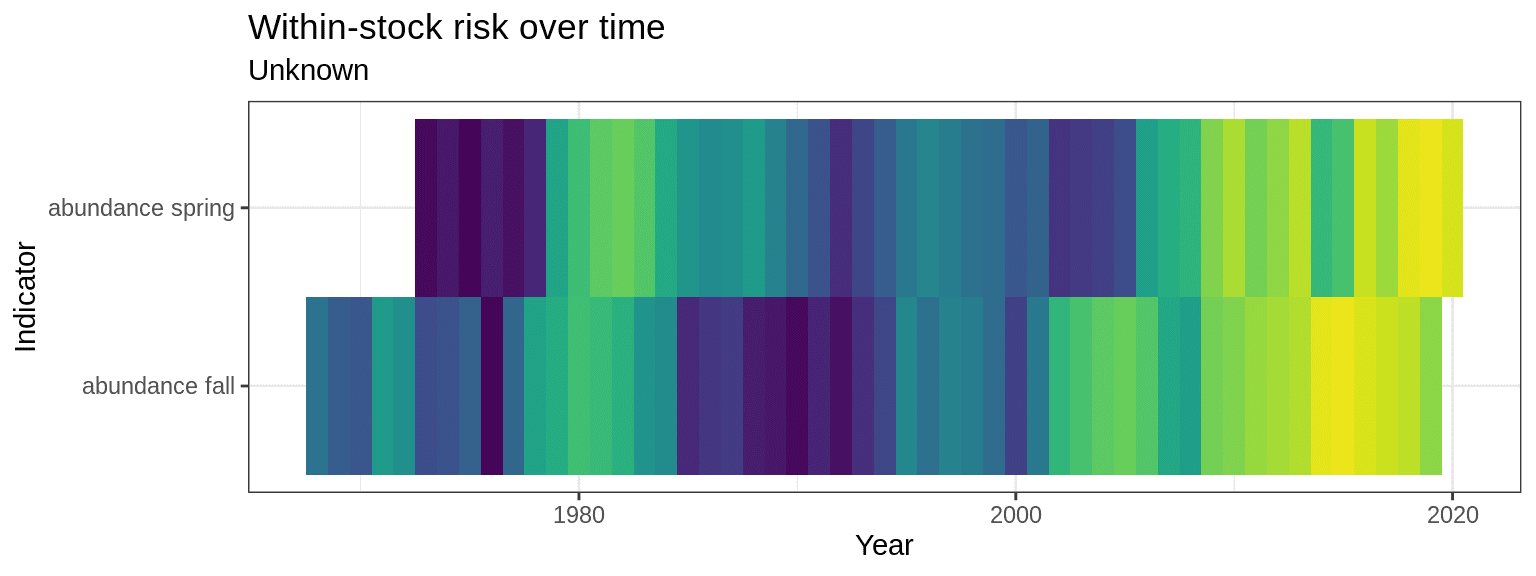 Within-stock risk over time
Unknown
Indicator
abundance spring
abundance fall
1980 2000 2020
Year